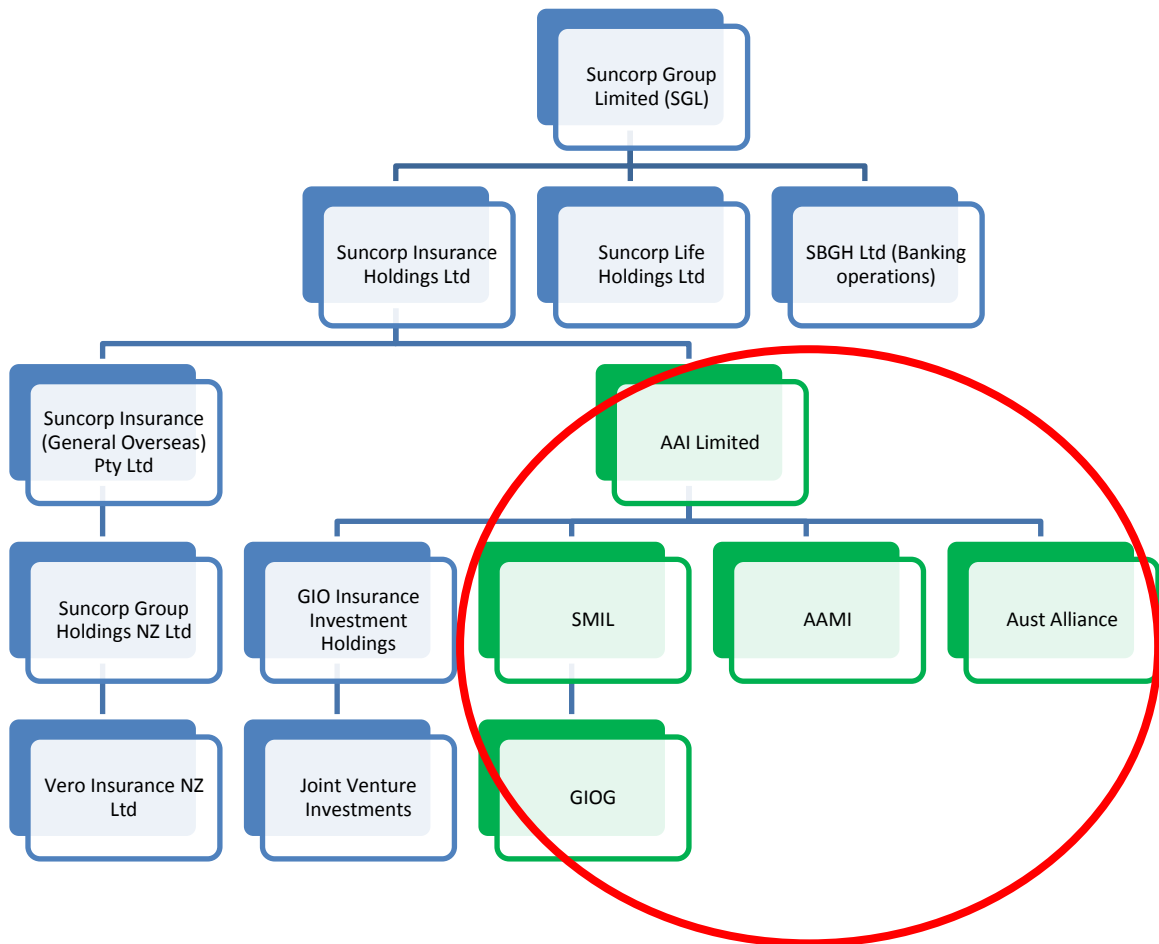 Suncorp Group
Limited (SGL)
Suncorp Insurance
Holdings Ltd
Suncorp Life
Holdings Ltd
SBGH Ltd (Banking
operations)
Suncorp Insurance
(General Overseas)
Pty Ltd
AAI Limited
Suncorp Group
Holdings NZ Ltd
GIO Insurance
Investment
Holdings
SMIL
AAMI
Aust Alliance
Vero Insurance NZ
Ltd
Joint Venture
Investments
GIOG